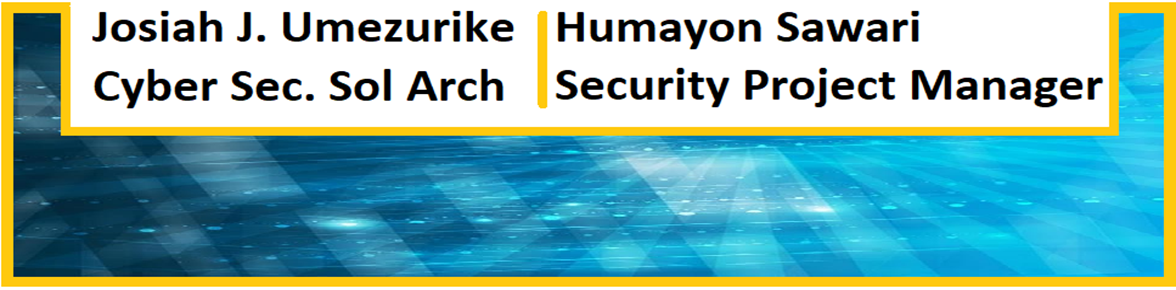 Josiah J. Umezurike
Cyber Sec. Sol Arch
Humayon Sawari
Security Project Manager